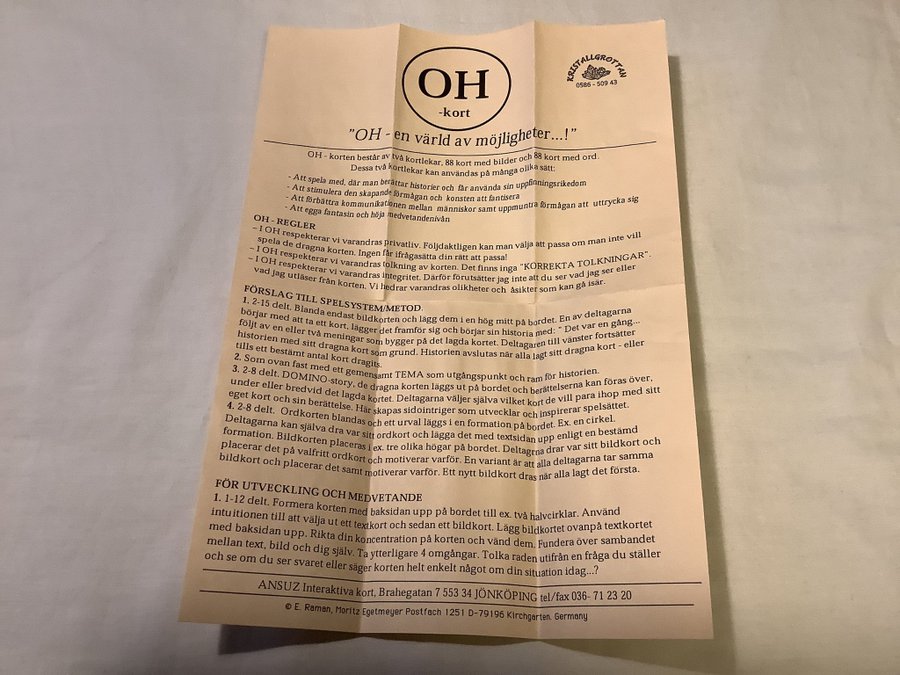 OH
-kort
KRISTALLGROTTAN
0586 - 509 43
"OH - en värld av möjligheter...!"
OH - korten består av två kortlekar, 88 kort med bilder och 88 kort med ord.
Dessa två kortlekar kan användas på många olika sätt:
- Att spela med, där man berättar historier och får använda sin uppfinningsrikedom
- Att stimulera den skapande förmågan och konsten att fantisera
- Att förbättra kommunikationen mellan människor samt uppmuntra förmågan att uttrycka sig
- Att egga fantasin och höja medvetandenivån
OH - REGLER
– I OH respekterar vi varandras privatliv. Följdaktligen kan man välja att passa om man inte vill
spela de dragna korten. Ingen får ifrågasätta din rätt att passa!
– I OH respekterar vi varandras tolkning av korten. Det finns inga "KORREKTA TOLKNINGAR".
– I OH respekterar vi varandras integritet. Därför förutsätter jag inte att du ser vad jag ser eller
vad jag utläser från korten. Vi hedrar varandras olikheter och åsikter som kan gå isär.
FÖRSLAG TILL SPELSYSTEM/METOD
1. 2-15 delt. Blanda endast bildkorten och lägg dem i en hög mitt på bordet. En av deltagarna
börjar med att ta ett kort, lägger det framför sig och börjar sin historia med: " Det var en gång...
följt av en eller två meningar som bygger på det lagda kortet. Deltagaren till vänster fortsätter
historien med sitt dragna kort som grund. Historien avslutas när alla lagt sitt dragna kort - eller
tills ett bestämt antal kort dragits.
2. Som ovan fast med ett gemensamt TEMA som utgångspunkt och ram för historien.
3. 2-8 delt. DOMINO-story, de dragna korten läggs ut på bordet och berättelserna kan föras över,
under eller bredvid det lagda kortet. Deltagarna väljer själva vilket kort de vill para ihop med sitt
eget kort och sin berättelse. Här skapas sidointriger som utvecklar och inspirerar spelsättet.
4. 2-8 delt. Ordkorten blandas och ett urval läggs i en formation på bordet. Ex. en cirkel.
Deltagarna kan själva dra var sitt ordkort och lägga det med textsidan upp enligt en bestämd
formation. Bildkorten placeras i ex. tre olika högar på bordet. Deltagarna drar var sitt bildkort och
placerar det på valfritt ordkort och motiverar varför. En variant är att alla deltagarna tar samma
bildkort och placerar det samt motiverar varför. Ett nytt bildkort dras när alla lagt det första.
FÖR UTVECKLING OCH MEDVETANDE
1. 1-12 delt. Formera korten med baksidan upp på bordet till ex. två halvcirklar. Använd
intuitionen till att välja ut ett textkort och sedan ett bildkort. Lägg bildkortet ovanpå textkortet
med baksidan upp. Rikta din koncentration på korten och vänd dem. Fundera över sambandet
mellan text, bild och dig själv. Ta ytterligare 4 omgångar. Tolka raden utifrån en fråga du ställer
och se om du ser svaret eller säger korten helt enkelt något om din situation idag...?
ANSUZ Interaktiva kort, Brahegatan 7 553 34 JÖNKÖPING tel/fax 036- 71 23 20
© E. Raman, Moritz Egetmeyer Postfach 1251 D-79196 Kirchgarten. Germany